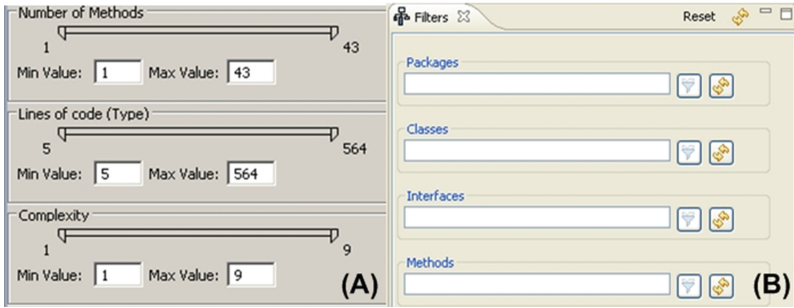 Number of Methods
1 43
Min Value: 1 Max Value: 43
Lines of code (Type)
5 564
Min Value: 5 Max Value: 564
Complexity
1 9
Min Value: 1 Max Value: 9
(A)
Filters Reset
Packages
Classes
Interfaces
Methods
(B)